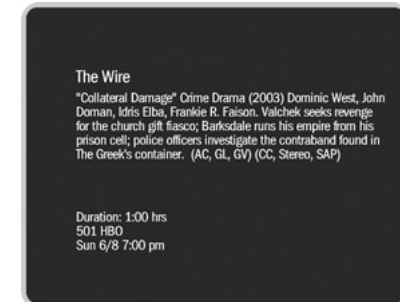 The Wire
"Collateral Damage" Crime Drama (2003) Dominic West, John
Doman, Idris Elba, Frankie R. Faison. Valchek seeks revenge
for the church gift fiasco; Barksdale runs his empire from his
prison cell; police officers investigate the contraband found in
The Greek's container. (AC, GL, GV) (CC, Stereo, SAP)
Duration: 1:00 hrs
501 HBO
Sun 6/8 7:00 pm